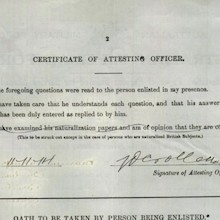 2
CERTIFICATE OF ATTESTING OFFICER.
e foregoing questions were read to the person enlisted in my presence.
have taken care that he understands each question, and that his answer
has been duly entered as replied to by him.
have examined his naturalization papers and am of opinion that they are
(This to be struck out except in the case of persons who are naturalized British Subjects.)
Signature of Attesting O
OATH TO BE TAKEN BY PERSON BEING ENLISTED.